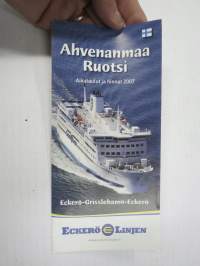 Ahvenanmaa
Ruotsi
Aikataulut ja hinnat 2007
Eckerö-Grisslehamn-Eckerö
ECKERÖ LINJEN